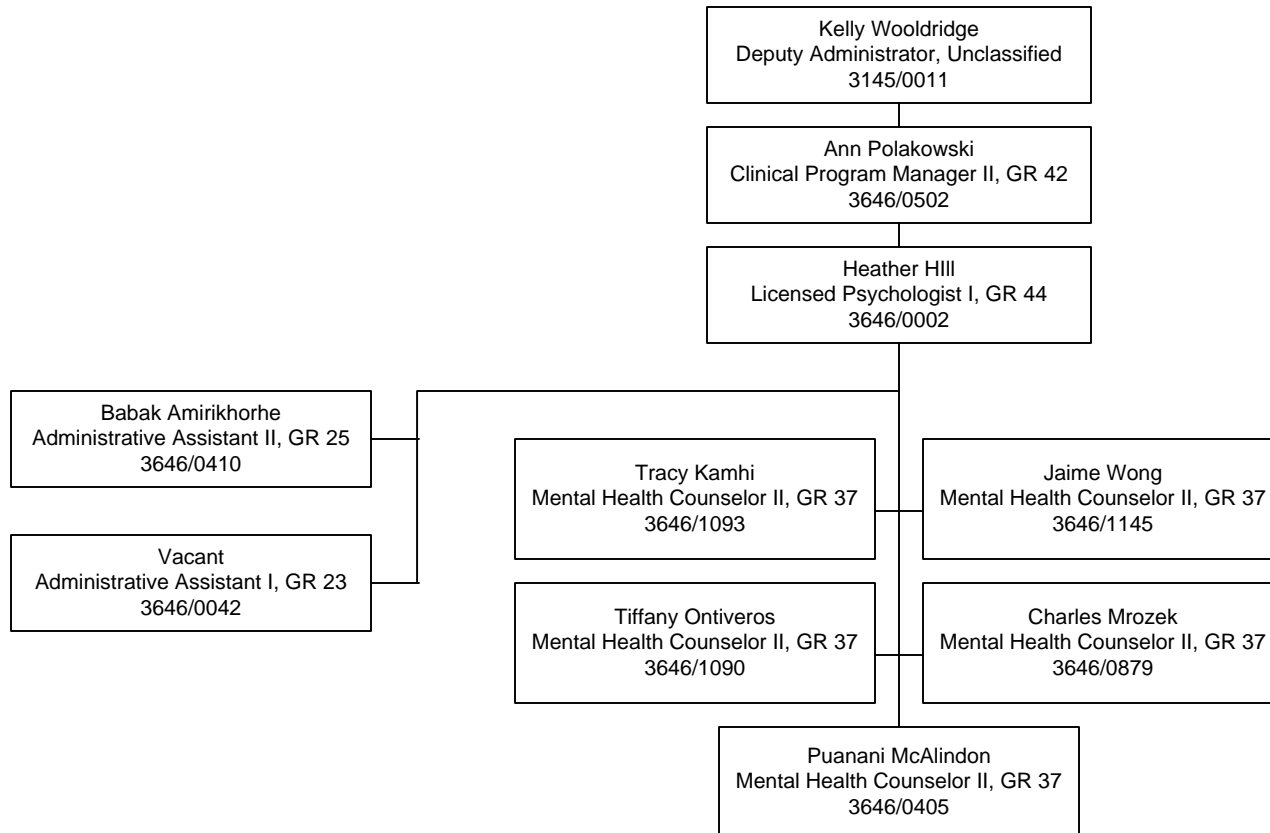 Kelly Wooldridge
Deputy Administrator, Unclassified
3145/0011
Ann Polakowski
Clinical Program Manager II, GR 42
3646/0502
Heather HIll
Licensed Psychologist I, GR 44
3646/0002
Babak Amirikhorhe
Administrative Assistant II, GR 25
3646/0410
Vacant
Administrative Assistant I, GR 23
3646/0042
Tracy Kamhi
Mental Health Counselor II, GR 37
3646/1093
Jaime Wong
Mental Health Counselor II, GR 37
3646/1145
Tiffany Ontiveros
Mental Health Counselor II, GR 37
3646/1090
Charles Mrozek
Mental Health Counselor II, GR 37
3646/0879
Puanani McAlindon
Mental Health Counselor II, GR 37
3646/0405